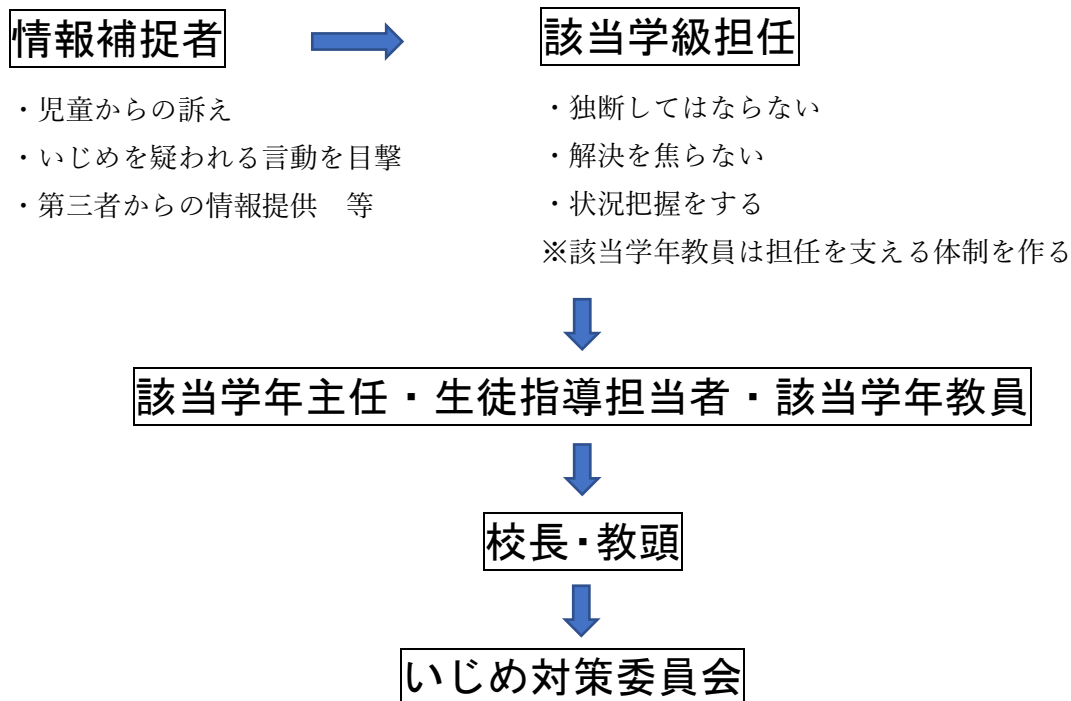 情報補捉者
該当学級担任
・児童からの訴え
・いじめを疑われる言動を目撃
・第三者からの情報提供　等
・独断してはならない
・解決を焦らない
・状況把握をする
※該当学年教員は担任を支える体制を作る
該当学年主任・生徒指導担当者・該当学年教員
校長・教頭
いじめ対策委員会